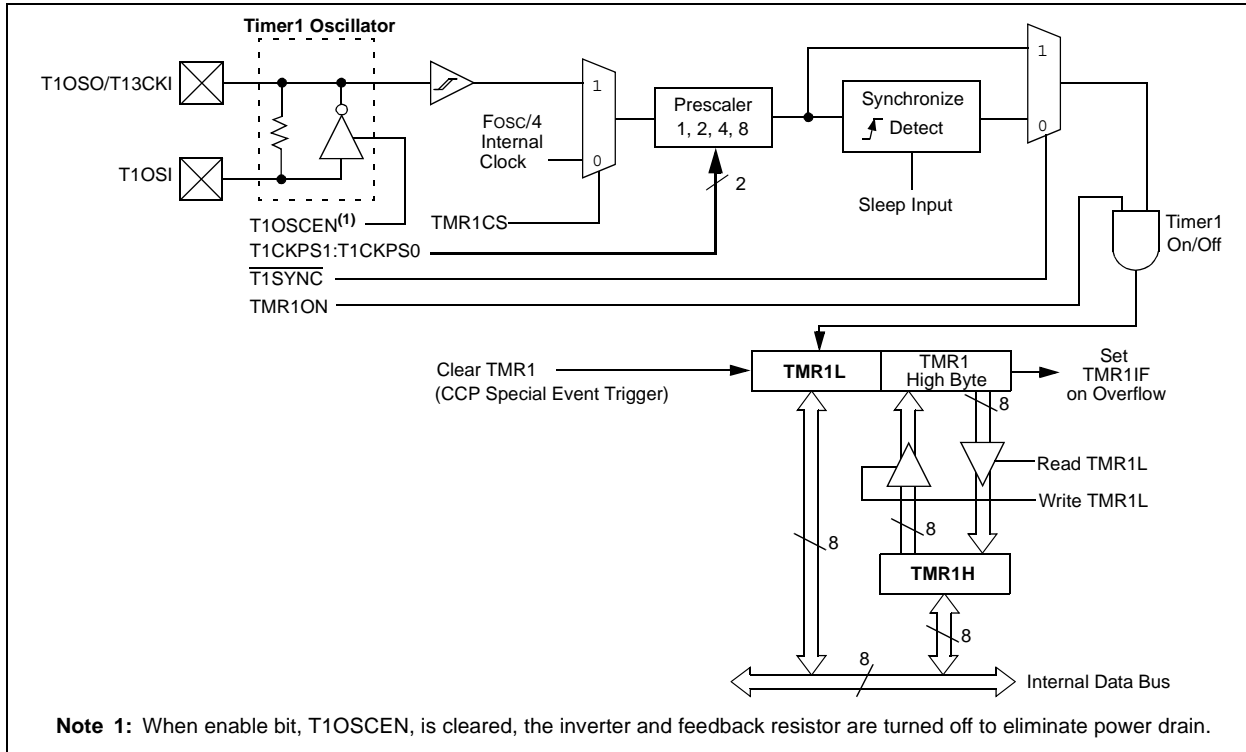 Timer1 Oscillator
T1OSO/T13CKI
T1OSI
1
FOSC/4
Internal
Clock
0
Prescaler
1, 2, 4, 8
2
Synchronize
Detect
Sleep Input
1
0
T1OSCEN(1)
TMR1CS
T1CKPS1:T1CKPS0
T1SYNC
TMR1ON
Timer1
On/Off
Clear TMR1
(CCP Special Event Trigger)
TMR1L
TMR1
High Byte
Set
TMR1IF
on Overflow
8
Read TMR1L
Write TMR1L
8
8
TMR1H
8
8
Internal Data Bus
Note 1: When enable bit, T1OSCEN, is cleared, the inverter and feedback resistor are turned off to eliminate power drain.